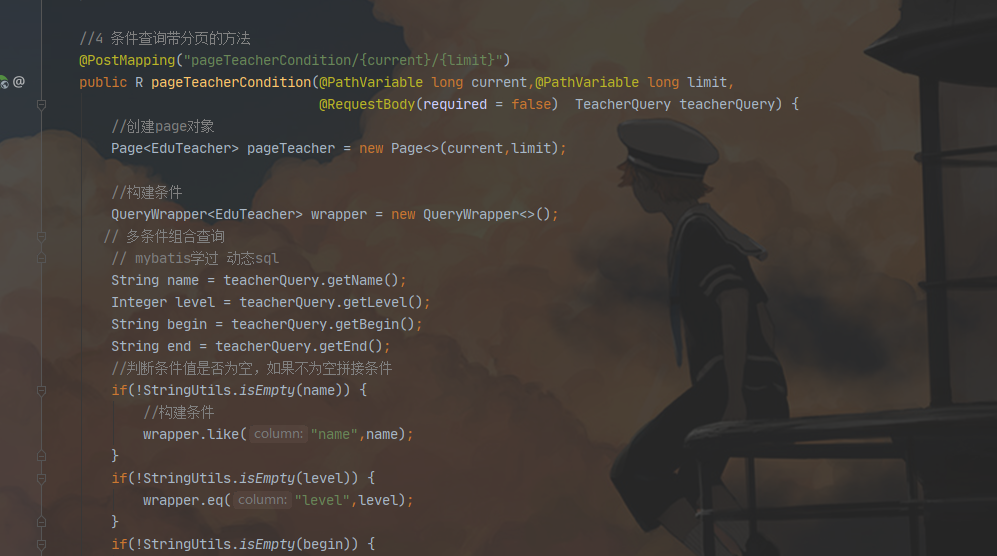 //4 条件查询带分页的方法
@PostMapping("pageTeacherCondition/{current}/{limit}")
public R pageTeacherCondition(@PathVariable long current,@PathVariable long limit,
@RequestBody(required = false)  TeacherQuery teacherQuery) {
//创建page对象
Page<EduTeacher> pageTeacher = new Page<>(current,limit);
//构建条件
QueryWrapper<EduTeacher> wrapper = new QueryWrapper<>();
// 多条件组合查询
// mybatis学过 动态sql
String name = teacherQuery.getName();
Integer level = teacherQuery.getLevel();
String begin = teacherQuery.getBegin();
String end = teacherQuery.getEnd();
//判断条件值是否为空，如果不为空拼接条件
if(!StringUtils.isEmpty(name)) {
//构建条件
wrapper.like( column: "name",name);
}
if(!StringUtils.isEmpty(level)) {
wrapper.eq( column: "level",level);
}
if(!StringUtils.isEmpty(begin)) {